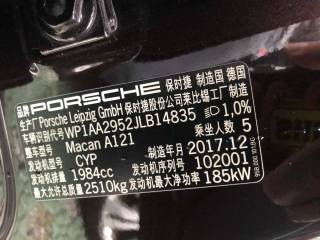 品牌 PORSCHE 保时捷 制造国 德国
生产厂 Porsche Leipzig GmbH 保时捷股份公司莱比锡工厂制造
车辆识别代号 WP1AA2952JLB14835 1,0%
整车型号 Macan A121 乘坐人数 5
发动机型号 CYP 制造年月 2017.12
发动机排量 1984cc 发动机序列号 102001
最大允许总质量 2510kg 发动机最大净功率 185kW